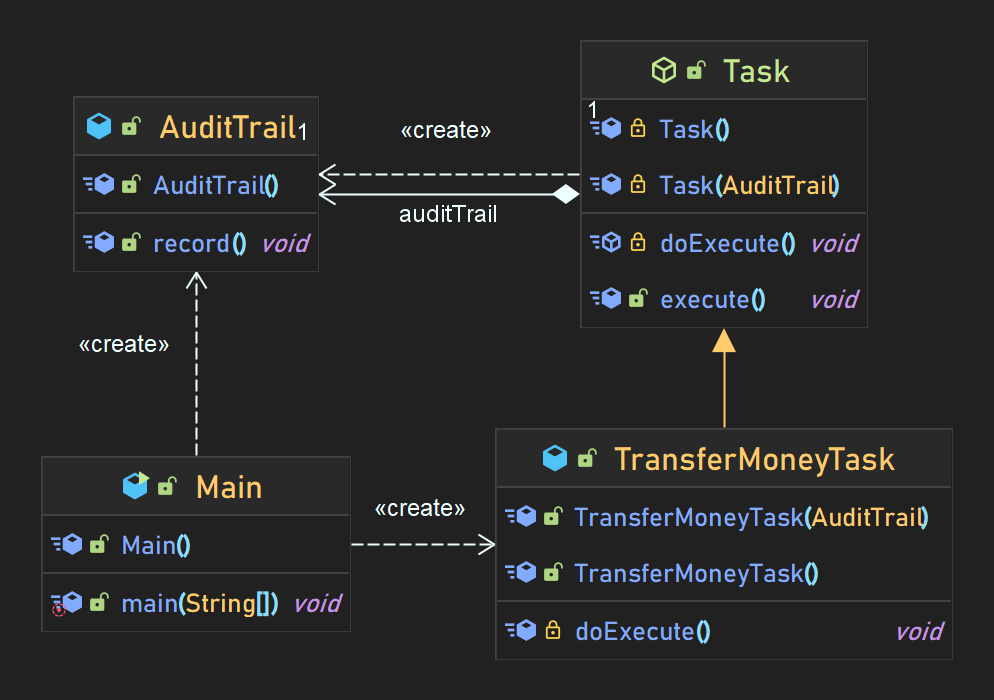 Task
1
Task()
Task(AuditTrail)
doExecute() void
execute() void
AuditTrail
1
AuditTrail()
record() void
«create»
auditTrail
«create»
Main
Main()
main(String[]) void
«create»
TransferMoneyTask
TransferMoneyTask(AuditTrail)
TransferMoneyTask()
doExecute() void